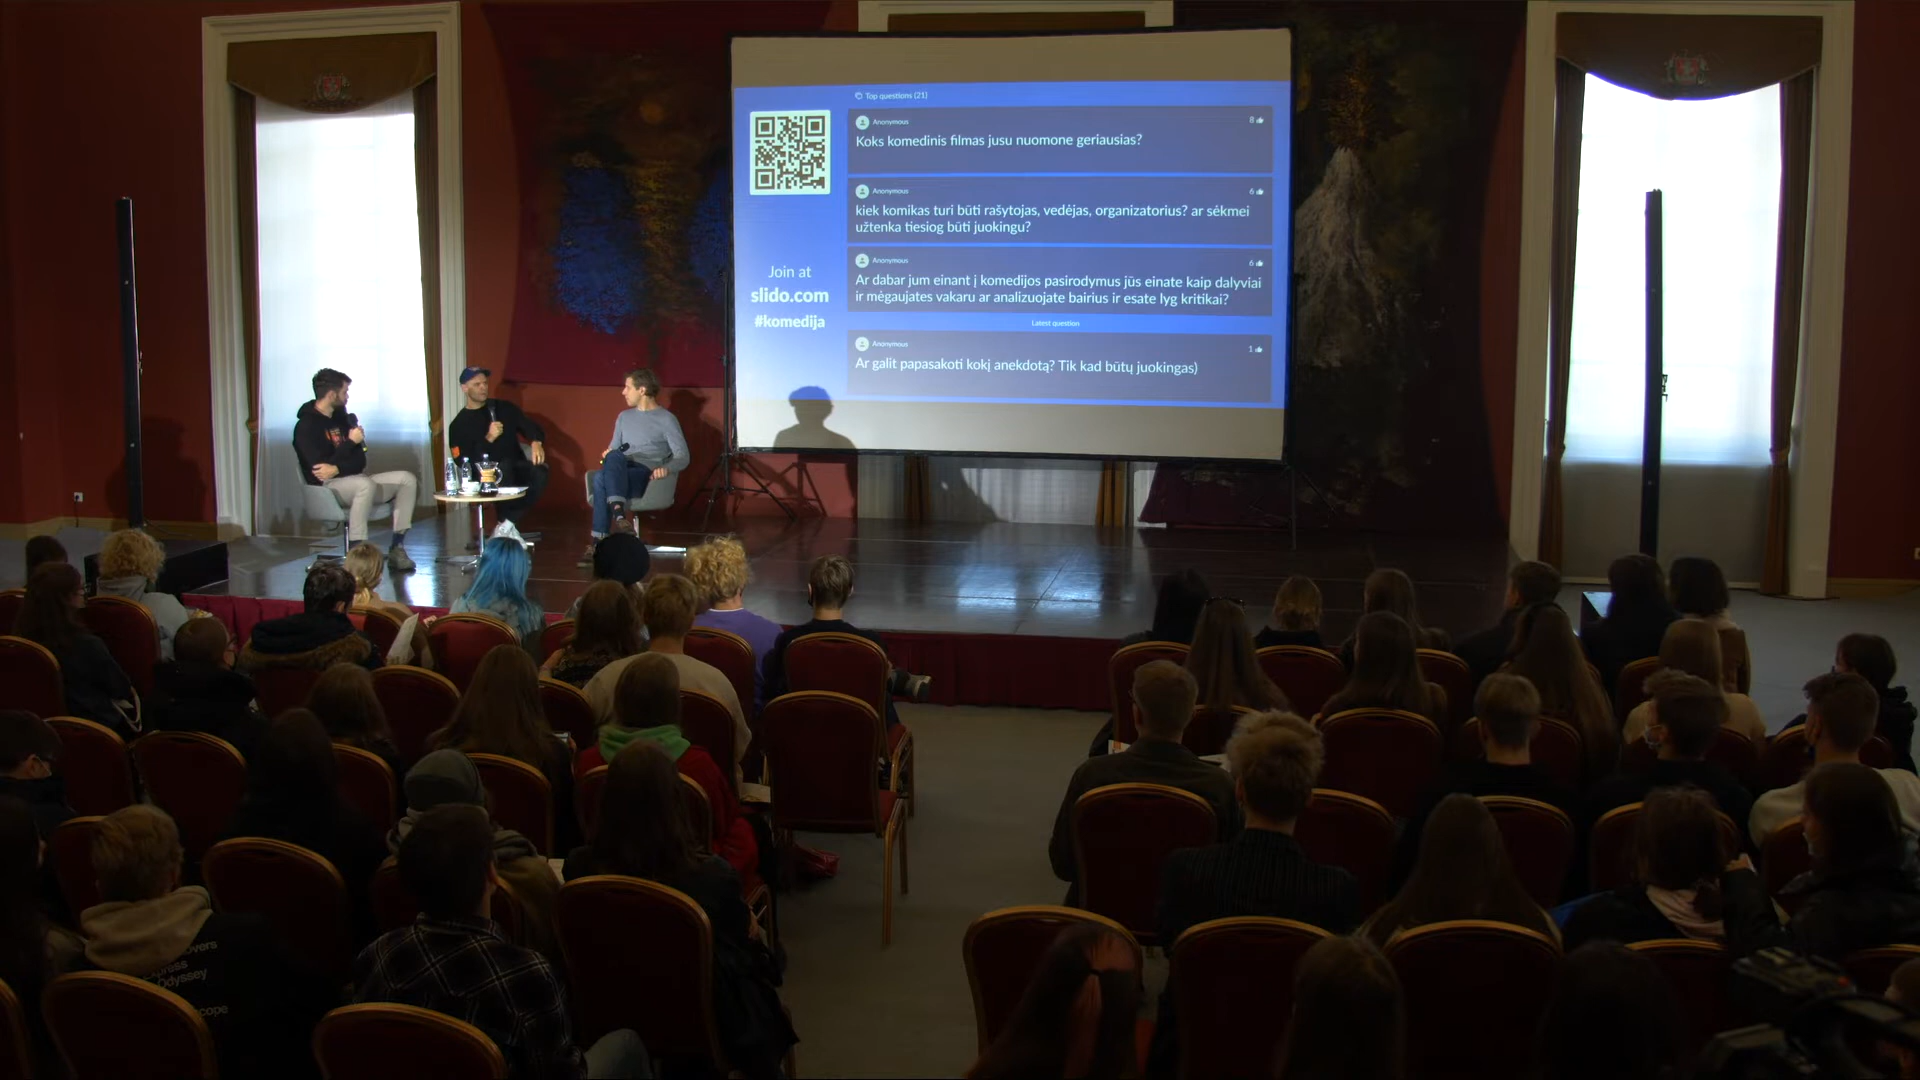 Top questions (21)
Anonymous
8
Koks komedinis filmas jusu nuomone geriausias?
Anonymous
6
kiek komikas turi būti rašytojas, vedėjas, organizatorius? ar sėkmei
užtenka tiesiog būti juokingu?
Anonymous
6
Ar dabar jum einant į komedijos pasirodymus jūs einate kaip dalyviai
ir mėgaujates vakaru ar analizuojate bairius ir esate lyg kritikai?
Latest question
Anonymous
1
Ar galit papasakoti kokį anekdotą? Tik kad būtų juokingas)
Join at
slido.com
#komedija
Odyssey